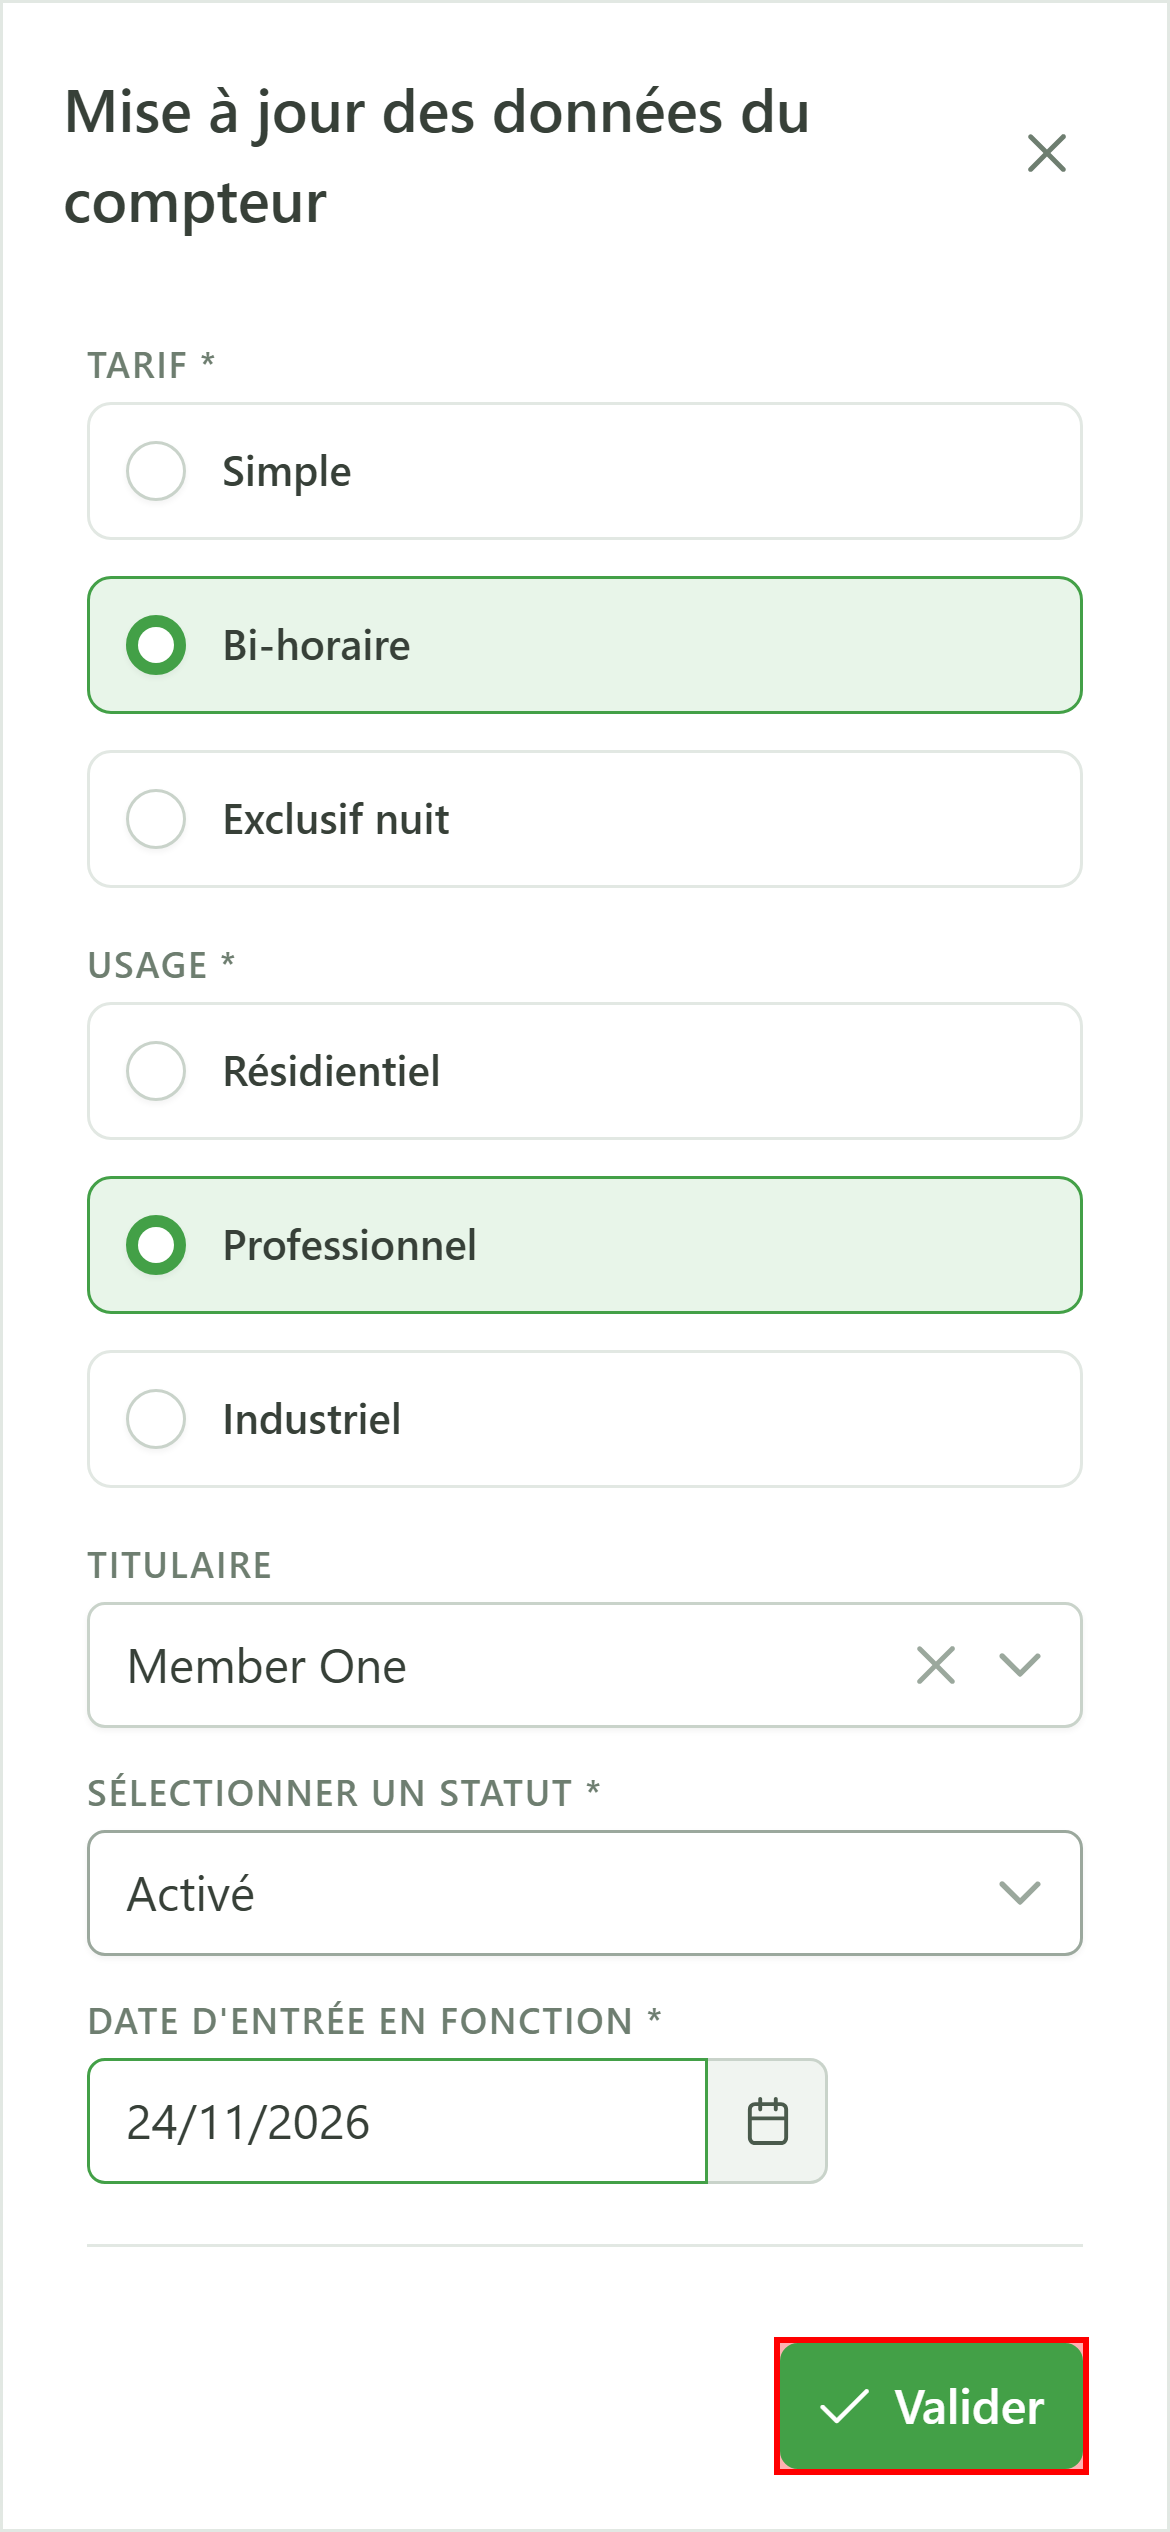 Mise à jour des données du
compteur
TARIF *
Simple
Bi-horaire
Exclusif nuit
USAGE *
Résidientiel
Professionnel
Industriel
TITULAIRE
Member One
SÉLECTIONNER UN STATUT *
Activé
DATE D'ENTRÉE EN FONCTION *
24/11/2026
Valider